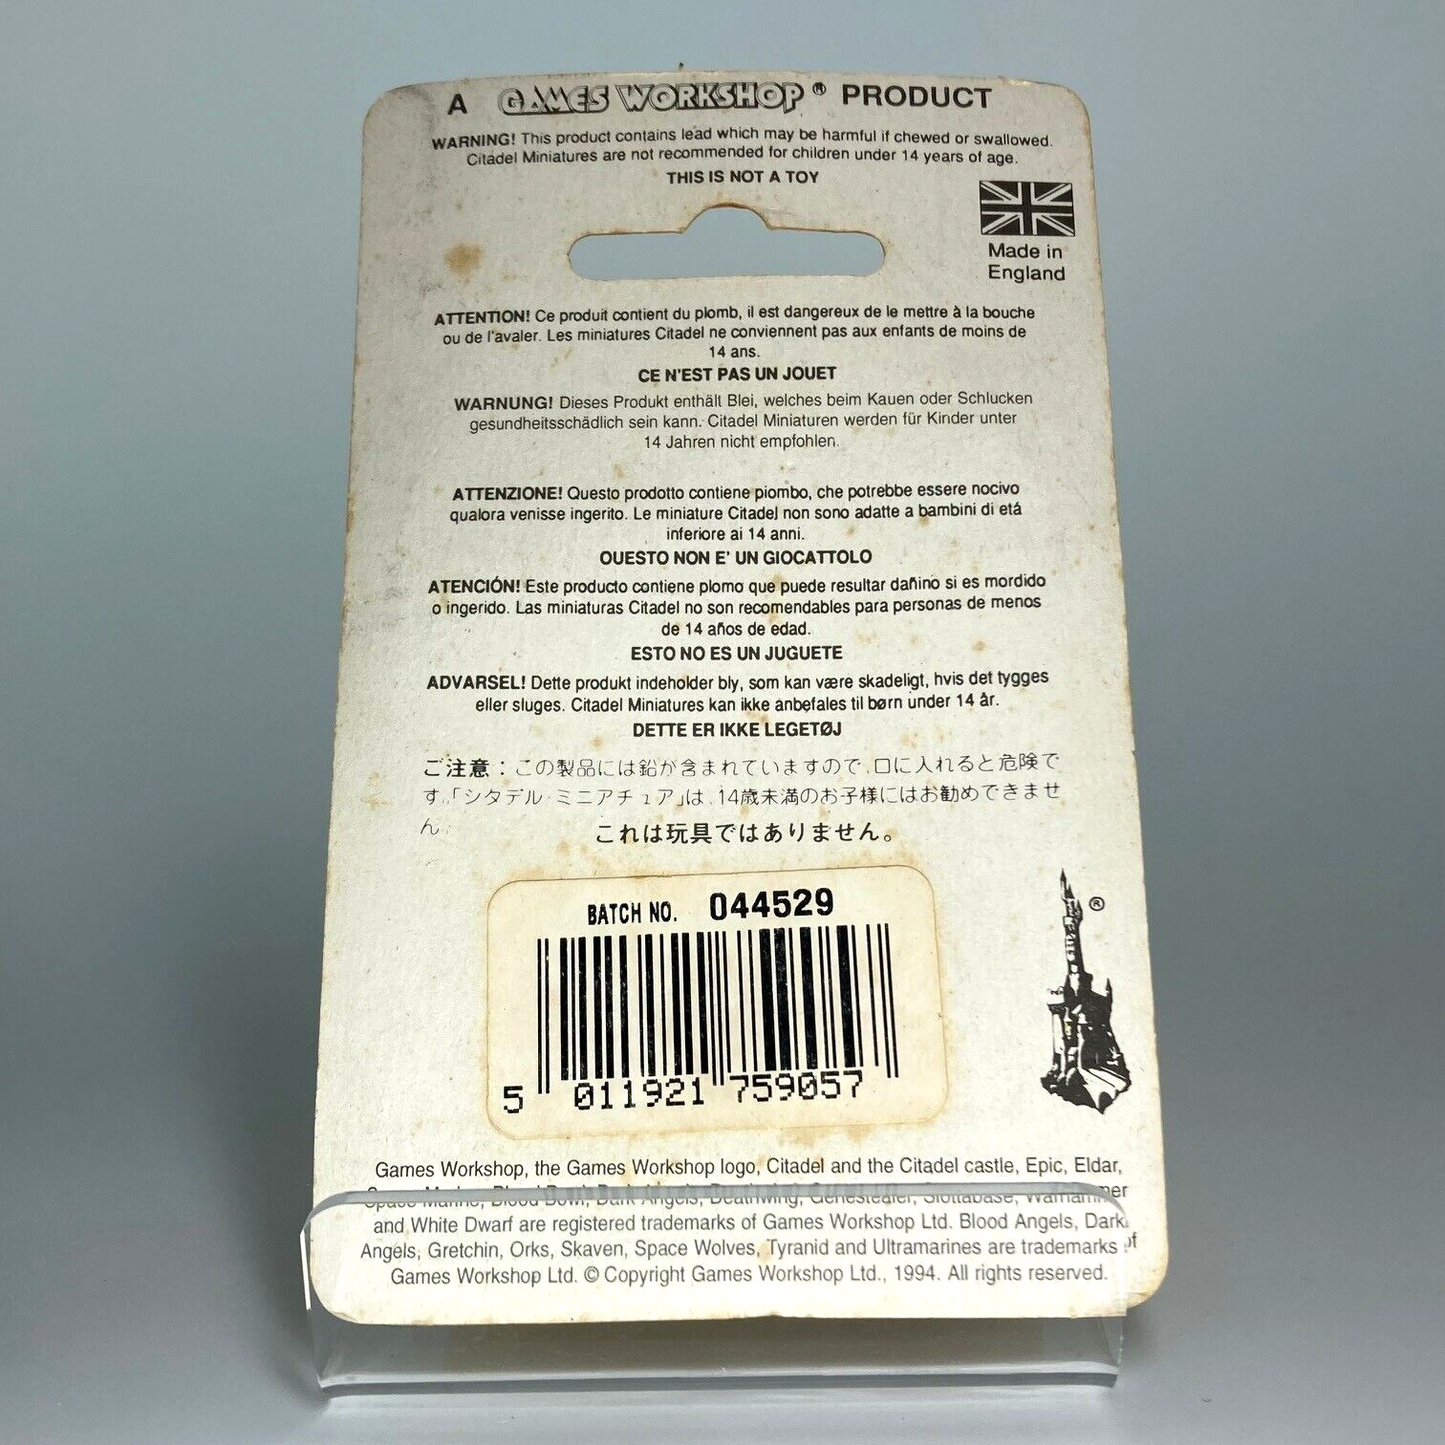 A GAMES WORKSHOP ® PRODUCT
WARNING! This product contains lead which may be harmful if chewed or swallowed.
Citadel Miniatures are not recommended for children under 14 years of age.
THIS IS NOT A TOY
Made in
England
ATTENTION! Ce produit contient du plomb, il est dangereux de le mettre à la bouche
ou de l'avaler. Les miniatures Citadel ne conviennent pas aux enfants de moins de
14 ans.
CE N'EST PAS UN JOUET
WARNUNG! Dieses Produkt enthält Blei, welches beim Kauen oder Schlucken
gesundheitsschädlich sein kann. Citadel Miniaturen werden für Kinder unter
14 Jahren nicht empfohlen.
ATTENZIONE! Questo prodotto contiene piombo, che potrebbe essere nocivo
qualora venisse ingerito. Le miniature Citadel non sono adatte a bambini di etá
inferiore ai 14 anni.
QUESTO NON E' UN GIOCATTOLO
ATENCIÓN! Este producto contiene plomo que puede resultar dañino si es mordido
o ingerido. Las miniaturas Citadel no son recomendables para personas de menos
de 14 años de edad.
ESTO NO ES UN JUGUETE
ADVARSEL! Dette produkt indeholder bly, som kan være skadeligt, hvis det tygges
eller sluges. Citadel Miniatures kan ikke anbefales til børn under 14 år.
DETTE ER IKKE LEGETØJ
ご注意：この製品には鉛が含まれていますので、口に入れると危険で
す。「シタデル・ミニアチュア」は、14歳未満のお子様にはお勧めできませ
ん。
これは玩具ではありません。
BATCH NO. 044529
5 011921 759057
®
Games Workshop, the Games Workshop logo, Citadel and the Citadel castle, Epic, Eldar,
Space Marine, Blood Bowl, Dark Angels, Deathwing, Genestealer, Slottabase, Warhammer
and White Dwarf are registered trademarks of Games Workshop Ltd. Blood Angels, Dark
Angels, Gretchin, Orks, Skaven, Space Wolves, Tyranid and Ultramarines are trademarks of
Games Workshop Ltd. © Copyright Games Workshop Ltd., 1994. All rights reserved.